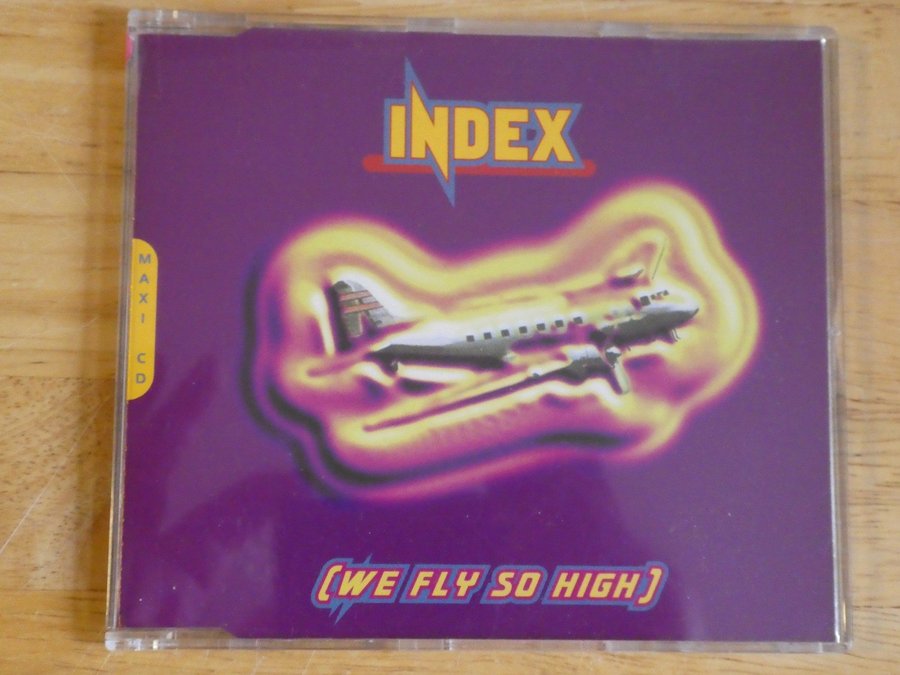 INDEX
MAXI CD
(WE FLY SO HIGH)